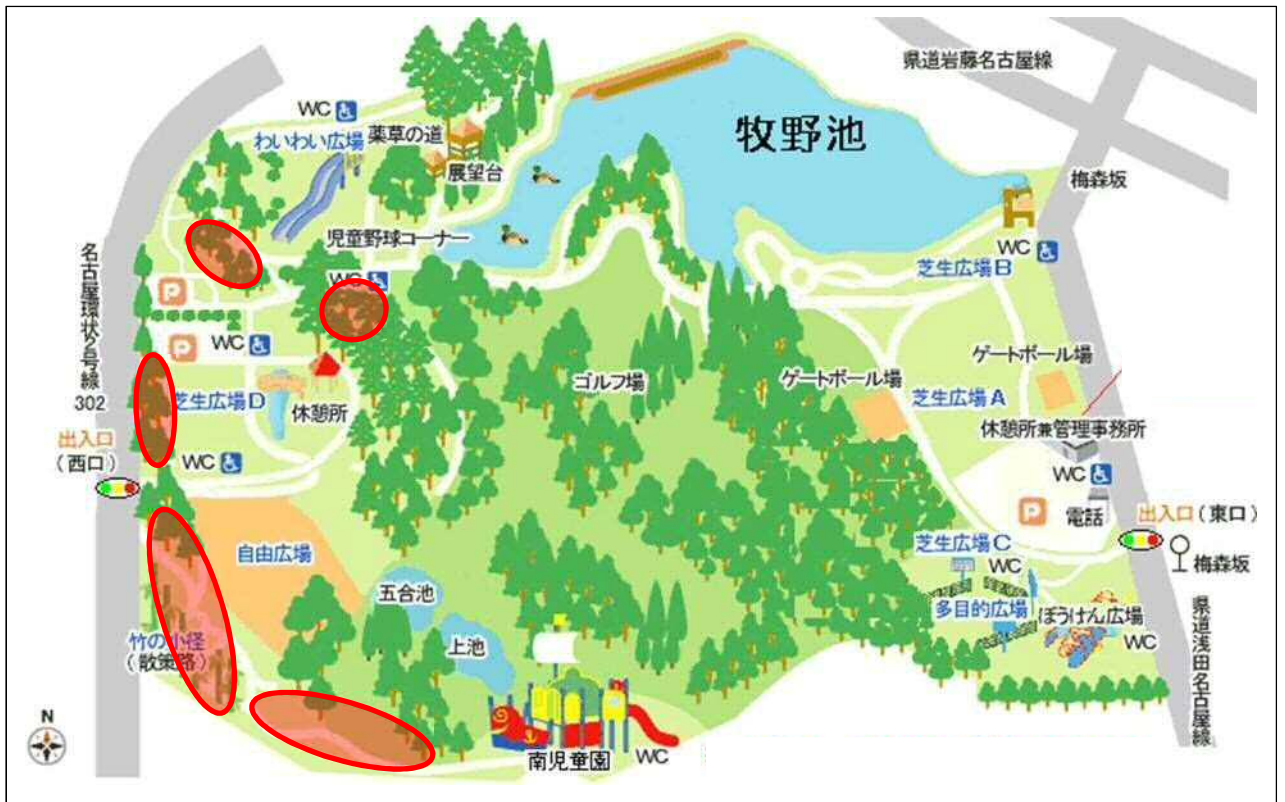 県道岩藤名古屋線
WC
わいわい広場
薬草の道
展望台
牧野池
梅森坂
児童野球コーナー
WC
芝生広場B
WC
P
WC
名古屋環状2号線
302
P
WC
芝生広場D
休憩所
ゴルフ場
ゲートボール場
ゲートボール場
芝生広場A
休憩所兼管理事務所
出入口
(西口)
WC
WC
P
電話
出入口(東口)
梅森坂
自由広場
芝生広場C
WC
五合池
多目的広場
ぼうけん広場
WC
竹の小径
(散策路)
上池
県道浅田名古屋線
N
南児童園
WC